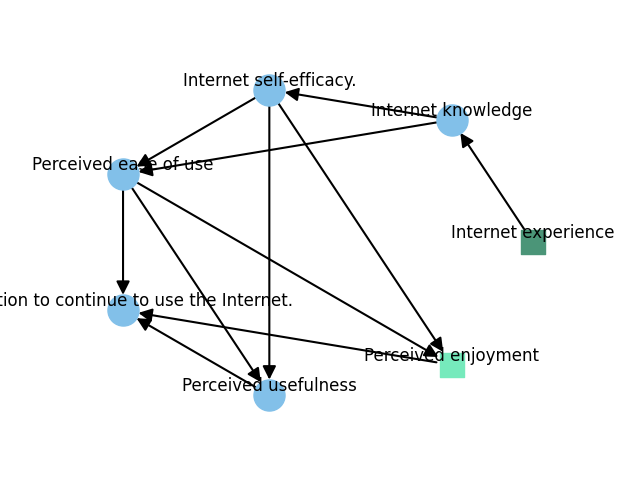 Internet self-efficacy.
Internet knowledge
Perceived ease of use
Internet experience
to continue to use the Internet.
Perceived enjoyment
Perceived usefulness